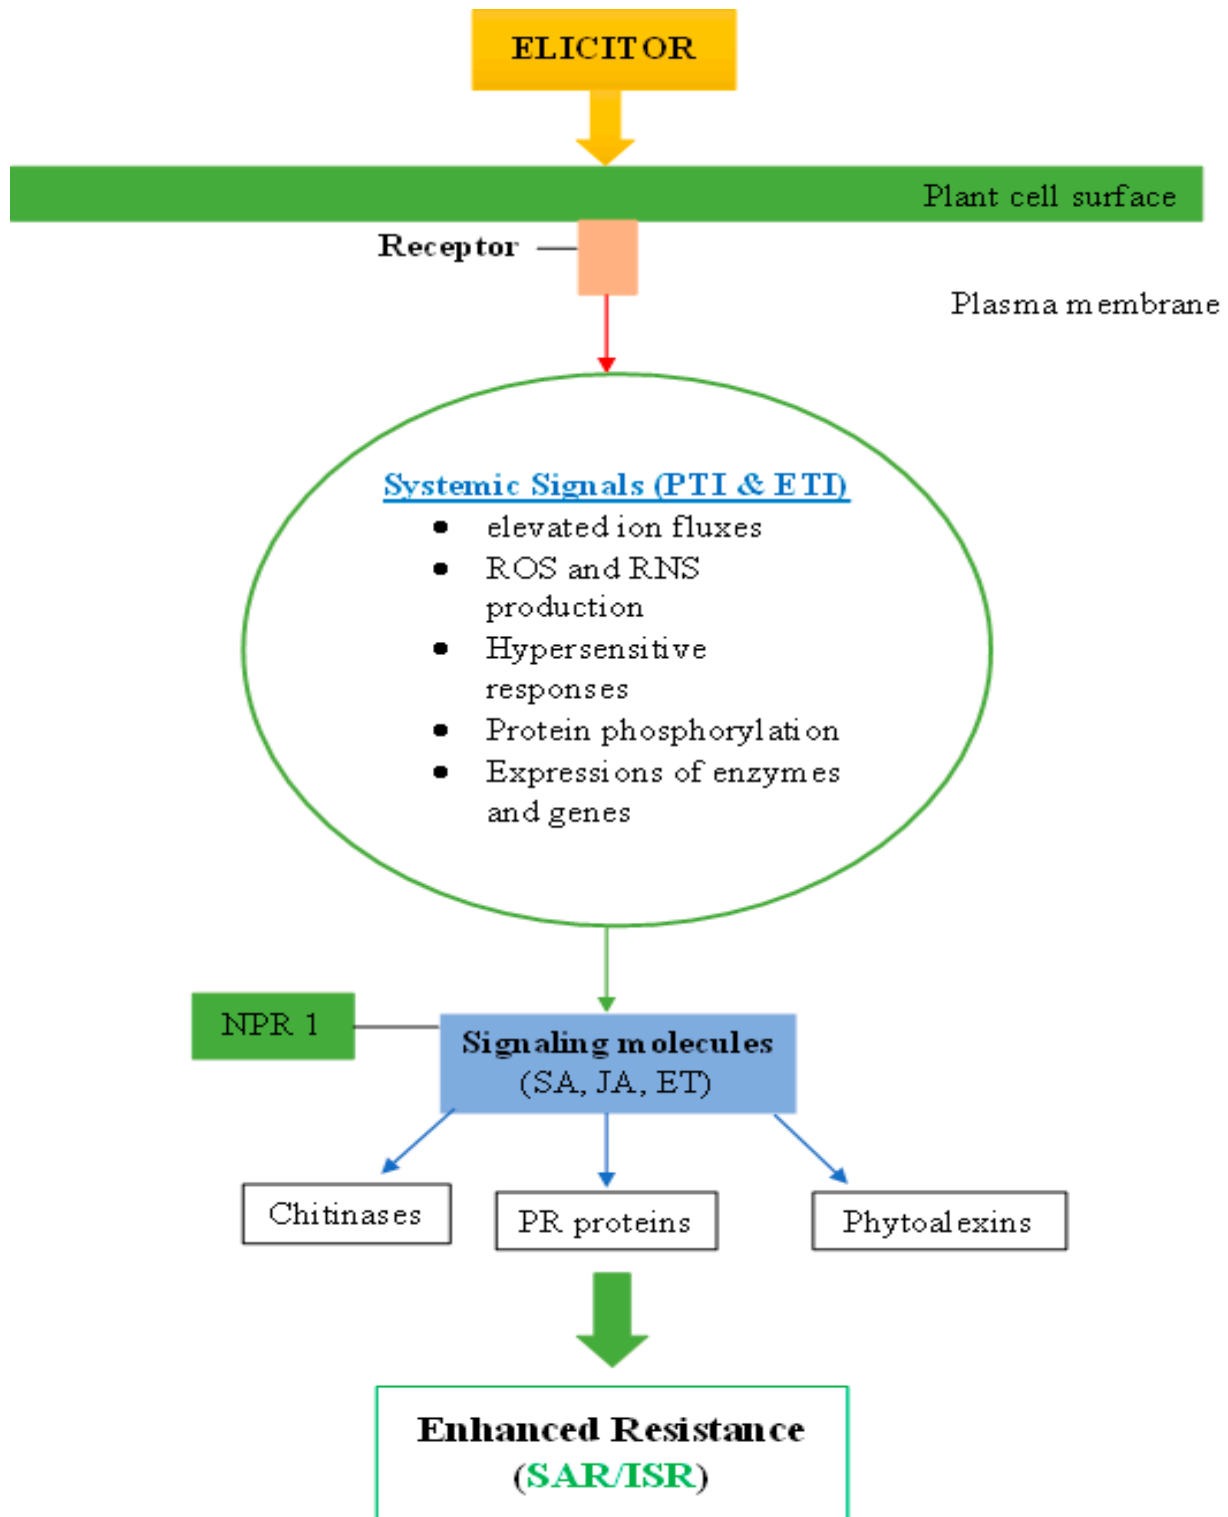 ELICITOR
Plant cell surface
Receptor
Plasma membrane
Systemic Signals (PTI & ETI)
● elevated ion fluxes
● ROS and RNS
production
● Hypersensitive
responses
● Protein phosphorylation
● Expressions of enzymes
and genes
NPR 1
Signaling molecules
(SA, JA, ET)
Chitinases
PR proteins
Phytoalexins
Enhanced Resistance
(SAR/ISR)